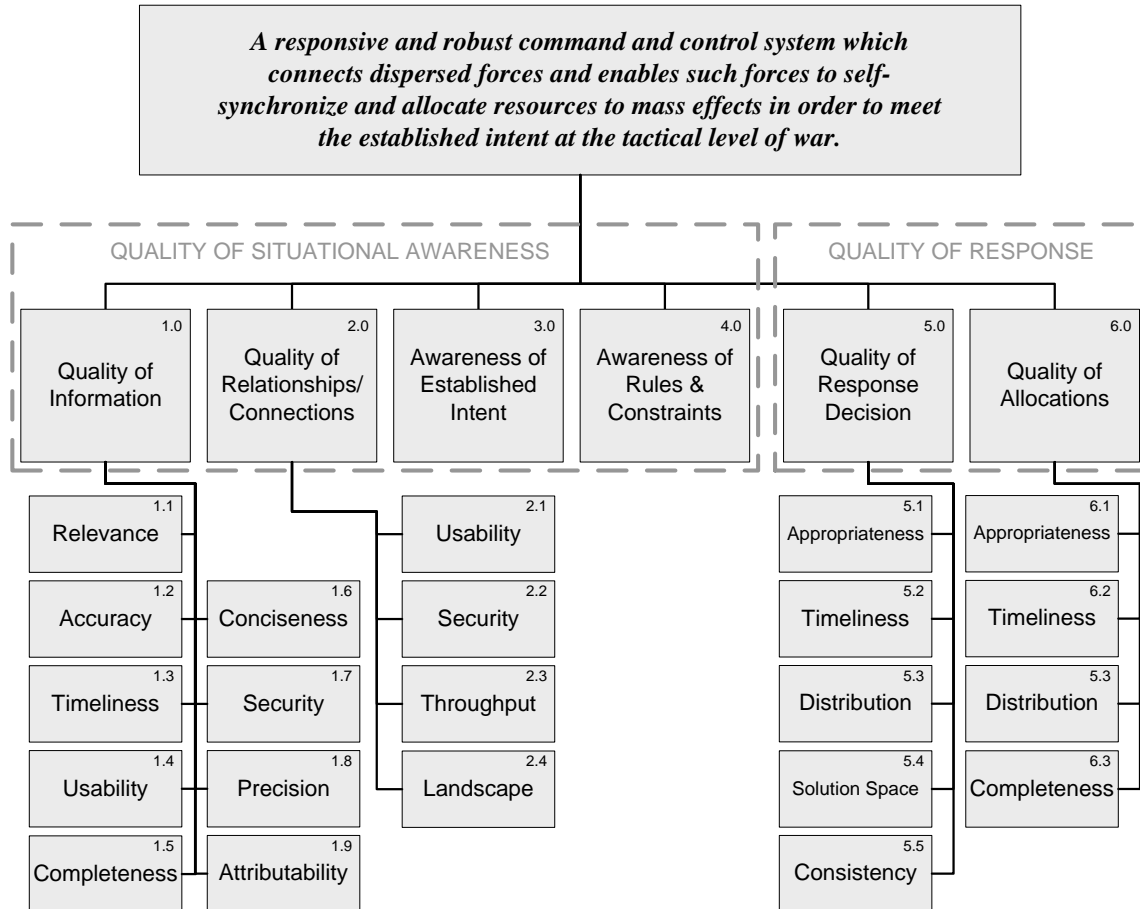 A responsive and robust command and control system which
connects dispersed forces and enables such forces to self-
synchronize and allocate resources to mass effects in order to meet
the established intent at the tactical level of war.
QUALITY OF SITUATIONAL AWARENESS
QUALITY OF RESPONSE
1.0
Quality of
Information
2.0
Quality of
Relationships/
Connections
3.0
Awareness of
Established
Intent
4.0
Awareness of
Rules &
Constraints
5.0
Quality of
Response
Decision
6.0
Quality of
Allocations
1.1
Relevance
1.2
Accuracy
1.3
Timeliness
1.4
Usability
1.5
Completeness
1.6
Conciseness
1.7
Security
1.8
Precision
1.9
Attributability
2.1
Usability
2.2
Security
2.3
Throughput
2.4
Landscape
5.1
Appropriateness
5.2
Timeliness
5.3
Distribution
5.4
Solution Space
5.5
Consistency
6.1
Appropriateness
6.2
Timeliness
5.3
Distribution
6.3
Completeness